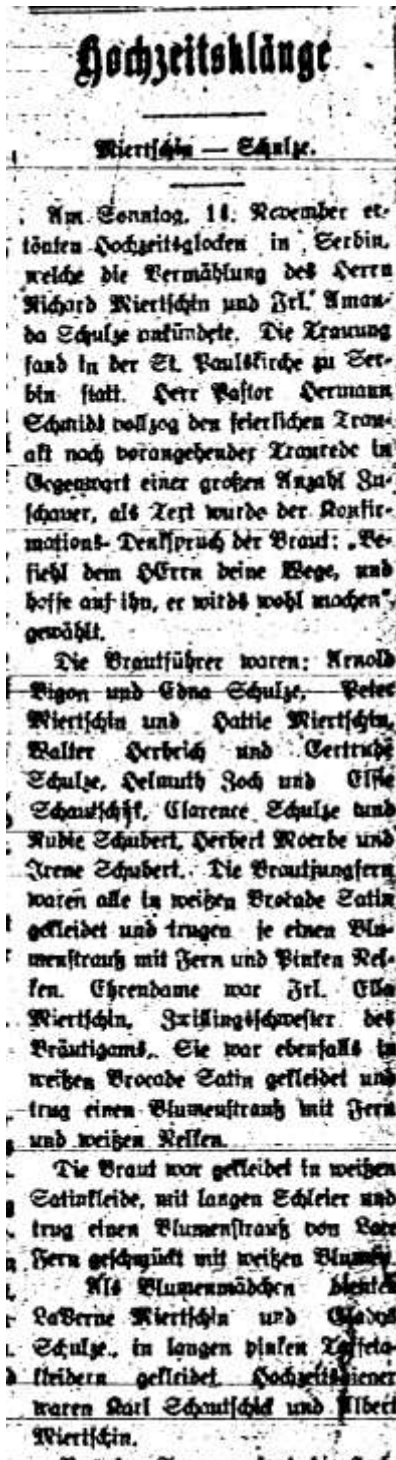 Hochzeitsklänge
Miertschin — Schulze.
Am Sonntag, November er-
tönten Hochzeitsglocken in Serbin,
welche die Vermählung des Herrn
Richard Miertschin und Frl. Aman-
da Schulze ankündete. Die Trauung
fand in der St. Paulskirche zu Ser-
bin statt. Herr Pastor Hermann
Schmidt vollzog den feierlichen Trau-
akt nach vorangehender Traurede in
Gegenwart einer großen Anzahl Zu-
schauer, als Text wurde der Konfir-
mations- Denkspruch der Braut: „Be-
fiehl dem HErrn deine Wege, und
hoffe auf ihn, er wirds wohl machen",
gewählt.
Die Brautführer waren: Arnold
Bigon und Edna Schulze, Peter
Miertschin und Hattie Miertschin,
Walter Herbrich und Gertrude
Schulze, Helmuth Zoch und Elsie
Clarence Schulze und
Rubie Schubert, Herbert Moerbe und
Irene Schubert. Die Brautjungfern
waren alle in weißen Brocade Satin
gekleidet und trugen je einen Blu-
menstrauß mit Fern und Pinken Nel-
ken. Ehrendame war Frl. Ella
Miertschin, Zwillingsschwester des
Bräutigams. Sie war ebenfalls in
weißen Brocade Satin gekleidet und
trug einen Blumenstrauß mit Fern
und weißen Nelken.
Die Braut war gekleidet in weißen
Satinkleide, mit langen Schleier und
trug einen Blumenstrauß von Lace
Fern geschmückt mit weißen Blumen.
Als Blumenmädchen dienten
LaVerne Miertschin und Gladys
Schulze, in langen pinken Taffeta-
kleidern gekleidet. Hochzeitsdiener
waren Karl Schautschick und Albert
Miertschin.